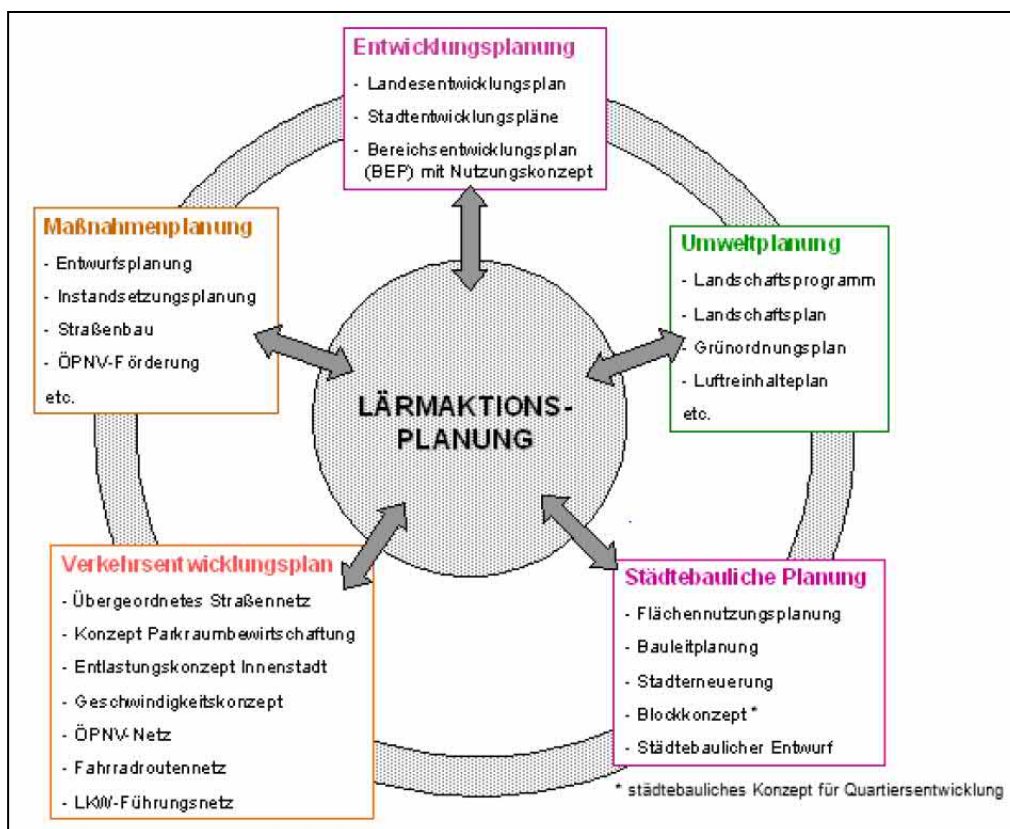 Entwicklungsplanung
- Landesentwicklungsplan
- Stadtentwicklungspläne
- Bereichsentwicklungsplan
(BEP) mit Nutzungskonzept
Maßnahmenplanung
- Entwurfsplanung
- Instandsetzungsplanung
- Straßenbau
- ÖPNV-Förderung
etc.
Umweltplanung
- Landschaftsprogramm
- Landschaftsplan
- Grünordnungsplan
- Luftreinhalteplan
etc.
LÄRMAKTIONS-
PLANUNG
Verkehrsentwicklungsplan
- Übergeordnetes Straßennetz
- Konzept Parkraumbewirtschaftung
- Entlastungskonzept Innenstadt
- Geschwindigkeitskonzept
- ÖPNV-Netz
- Fahrradroutennetz
- LKW-Führungsnetz
Städtebauliche Planung
- Flächennutzungsplanung
- Bauleitplanung
- Stadterneuerung
- Blockkonzept *
- Städtebaulicher Entwurf
* städtebauliches Konzept für Quartiersentwicklung